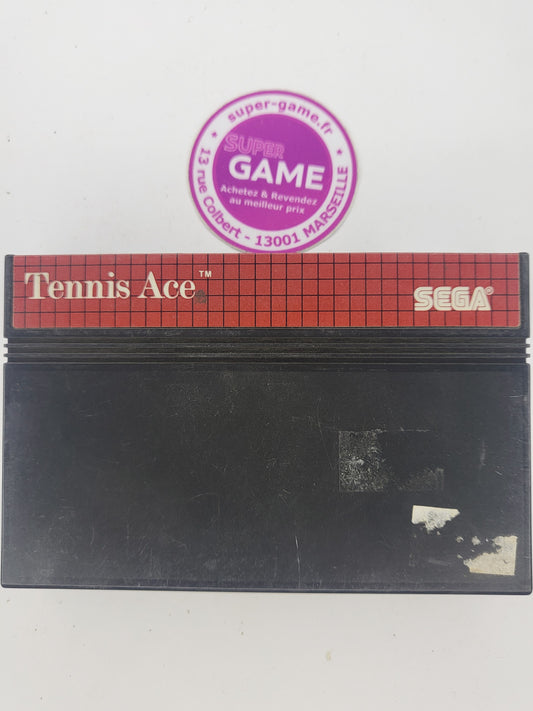 super-game.fr
SUPER
GAME
Achetez & Revendez
au meilleur prix
★ 13 rue Colbert - 13001 MARSEILLE ★
Tennis Ace™
SEGA®